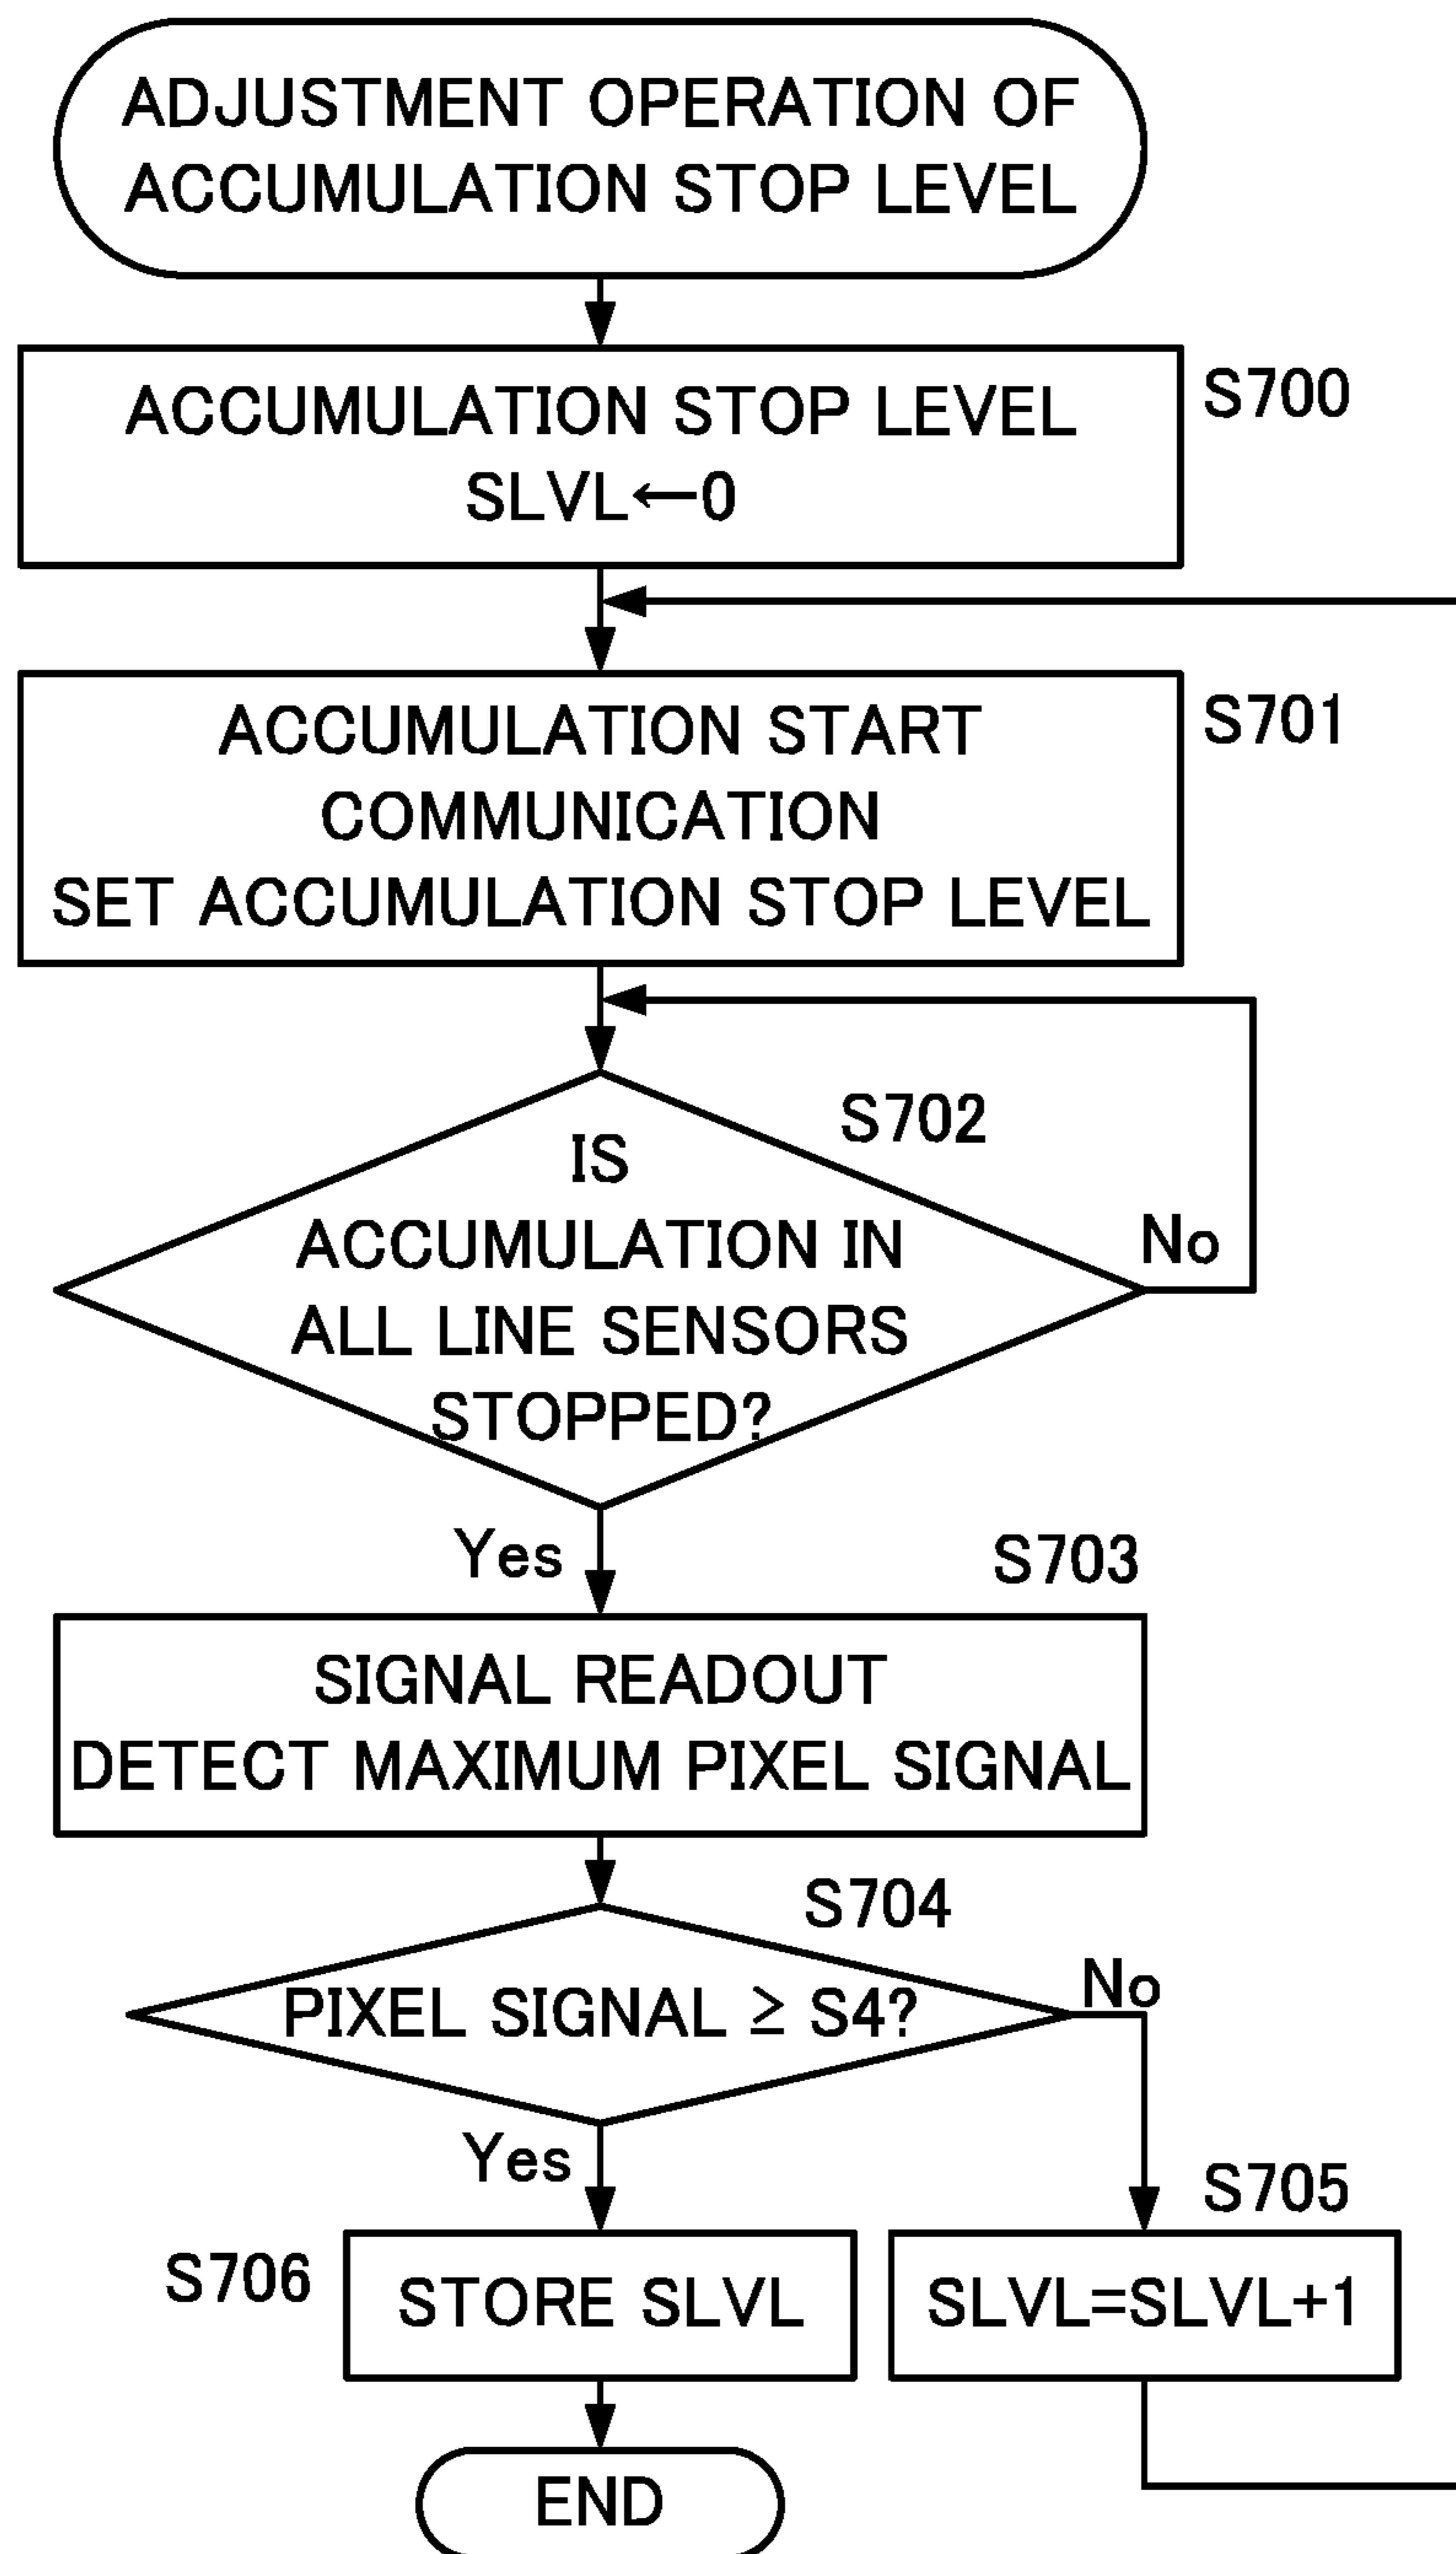 ADJUSTMENT OPERATION OF
ACCUMULATION STOP LEVEL
ACCUMULATION STOP LEVEL
SLVL←0
S700
ACCUMULATION START
COMMUNICATION
SET ACCUMULATION STOP LEVEL
S701
S702
IS
ACCUMULATION IN
ALL LINE SENSORS
STOPPED?
No
Yes
S703
SIGNAL READOUT
DETECT MAXIMUM PIXEL SIGNAL
S704
PIXEL SIGNAL ≥ S4?
No
Yes
S705
S706
STORE SLVL
SLVL=SLVL+1
END